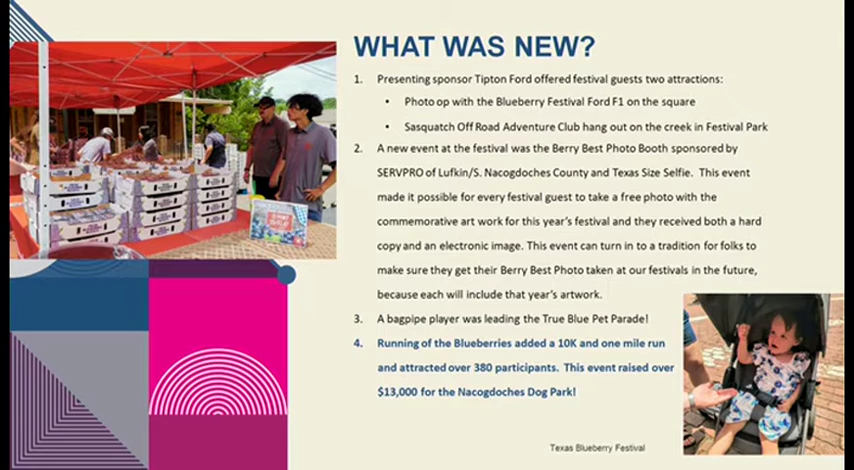 WHAT WAS NEW?
1. Presenting sponsor Tipton Ford offered festival guests two attractions:
• Photo op with the Blueberry Festival Ford F1 on the square
• Sasquatch Off Road Adventure Club hang out on the creek in Festival Park
2. A new event at the festival was the Berry Best Photo Booth sponsored by
SERVPRO of Lufkin/S. Nacogdoches County and Texas Size Selfie. This event
made it possible for every festival guest to take a free photo with the
commemorative art work for this year's festival and they received both a hard
copy and an electronic image. This event can turn in to a tradition for folks to
make sure they get their Berry Best Photo taken at our festivals in the future,
because each will include that year's artwork.
3. A bagpipe player was leading the True Blue Pet Parade!
4. Running of the Blueberries added a 10K and one mile run
and attracted over 380 participants. This event raised over
$13,000 for the Nacogdoches Dog Park!
Texas Blueberry Festival